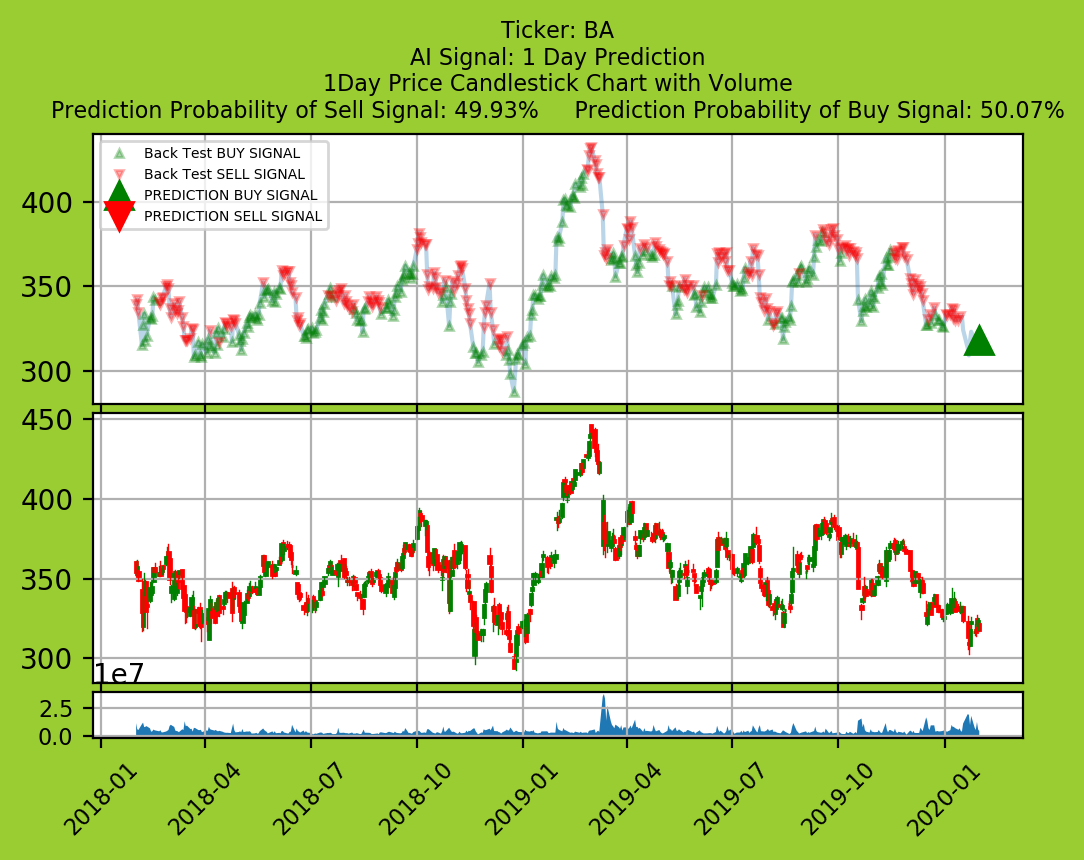 Ticker: BA
AI Signal: 1 Day Prediction
1Day Price Candlestick Chart with Volume
Prediction Probability of Sell Signal: 49.93% Prediction Probability of Buy Signal: 50.07%
Back Test BUY SIGNAL
Back Test SELL SIGNAL
PREDICTION BUY SIGNAL
PREDICTION SELL SIGNAL
400
350
300
450
400
350
300
1e7
2.5
0.0
2018-01
2018-04
2018-07
2018-10
2019-01
2019-04
2019-07
2019-10
2020-01